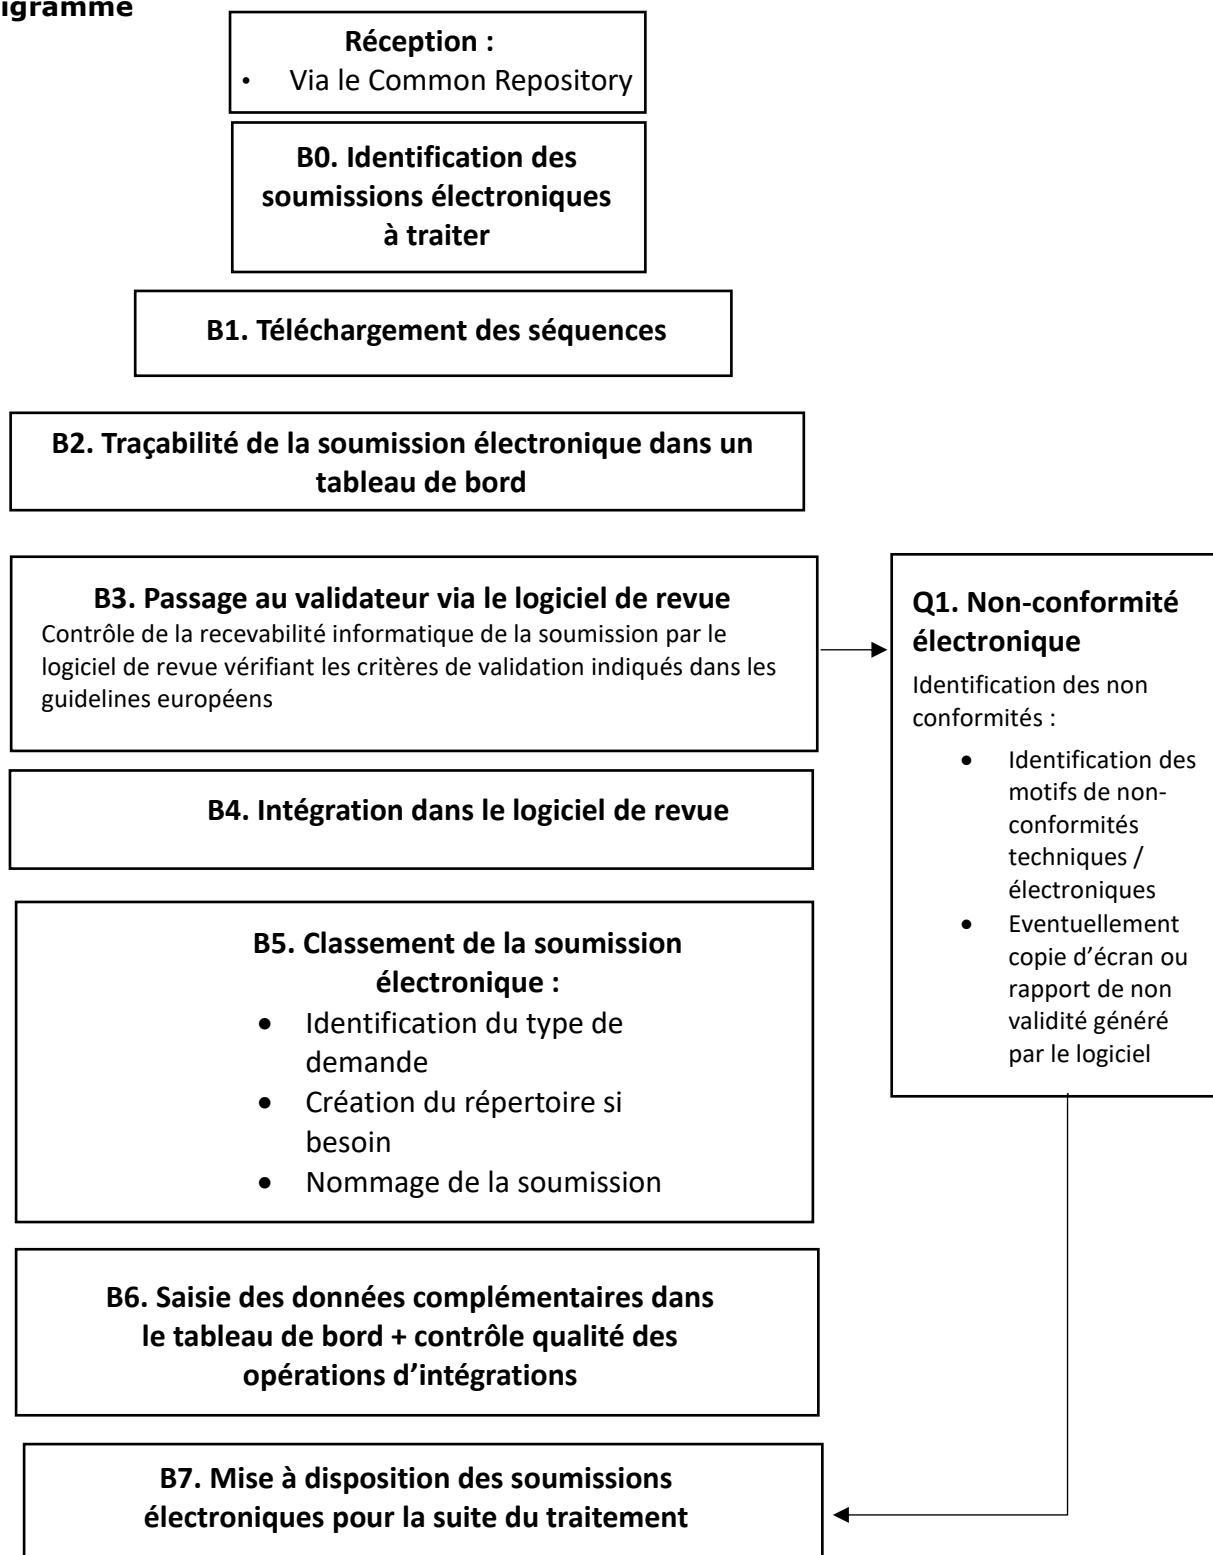 igramme
Réception :
• Via le Common Repository
B0. Identification des
soumissions électroniques
à traiter
B1. Téléchargement des séquences
B2. Traçabilité de la soumission électronique dans un
tableau de bord
B3. Passage au validateur via le logiciel de revue
Contrôle de la recevabilité informatique de la soumission par le
logiciel de revue vérifiant les critères de validation indiqués dans les
guidelines européens
Q1. Non-conformité
électronique
Identification des non
conformités :
• Identification des
motifs de non-
conformités
techniques /
électroniques
• Eventuellement
copie d’écran ou
rapport de non
validité généré
par le logiciel
B4. Intégration dans le logiciel de revue
B5. Classement de la soumission
électronique :
• Identification du type de
demande
• Création du répertoire si
besoin
• Nommage de la soumission
B6. Saisie des données complémentaires dans
le tableau de bord + contrôle qualité des
opérations d’intégrations
B7. Mise à disposition des soumissions
électroniques pour la suite du traitement